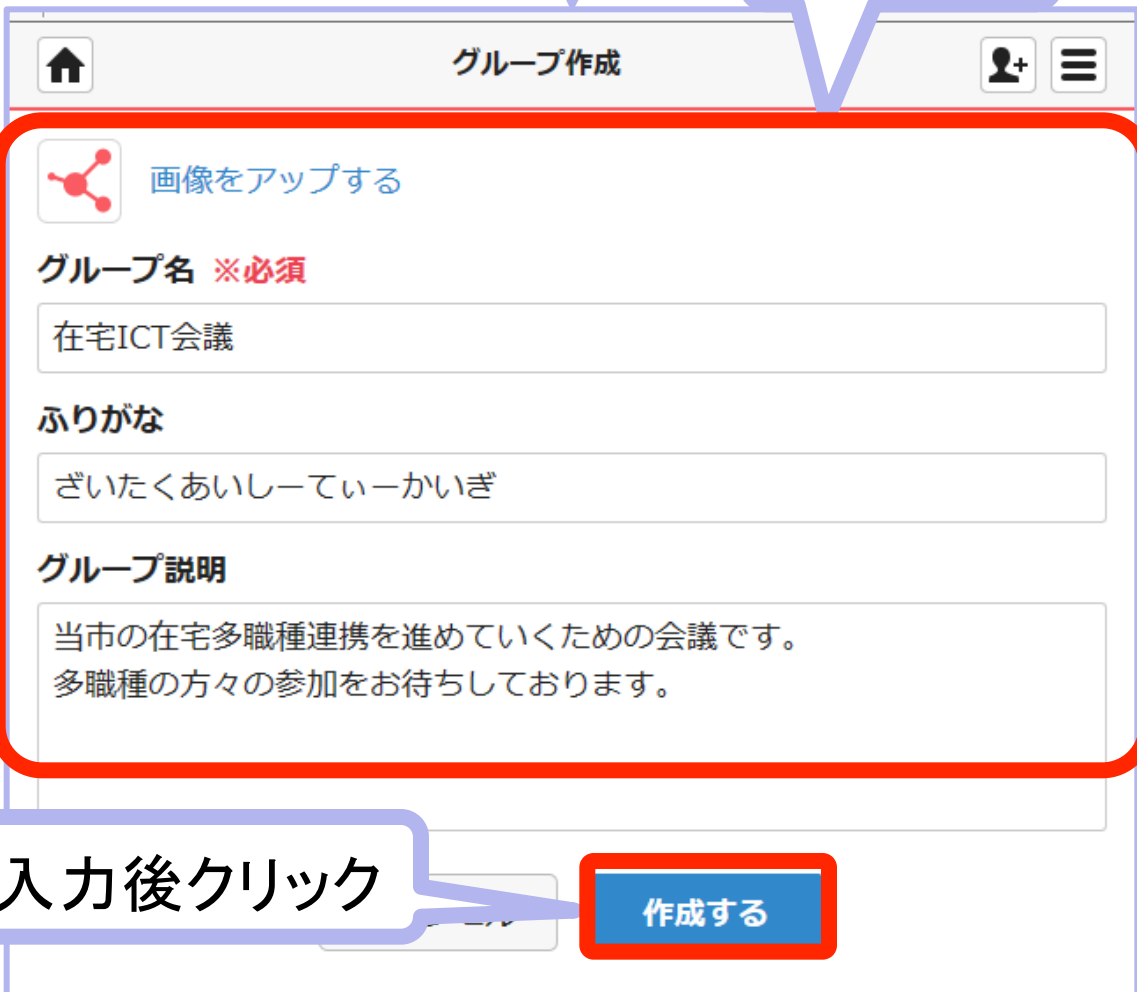 グループ作成
画像をアップする
グループ名 ※必須
在宅ICT会議
ふりがな
ざいたくあいしーてぃーかいぎ
グループ説明
当市の在宅多職種連携を進めていくための会議です。
多職種の方々の参加をお待ちしております。
入力後クリック
作成する